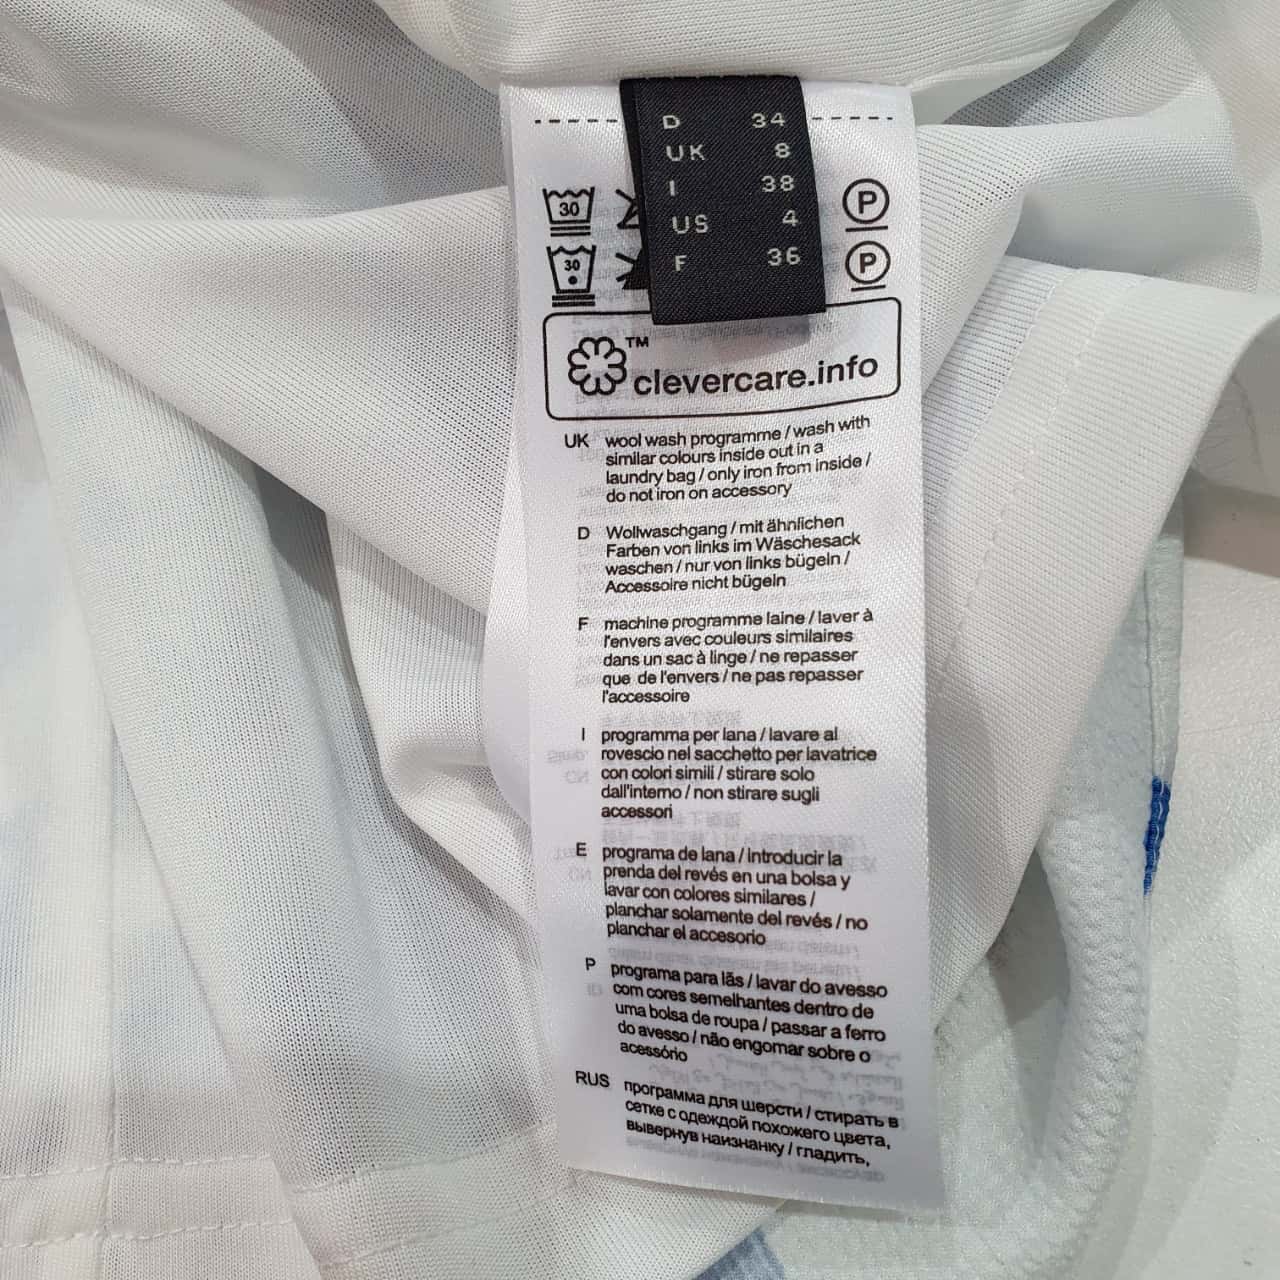 D 34
UK 8
I 38
US 4
F 36
30
P
30
P
TM
clevercare.info
UK wool wash programme / wash with
similar colours inside out in a
laundry bag / only iron from inside /
do not iron on accessory
D Wollwaschgang / mit ähnlichen
Farben von links im Wäschesack
waschen / nur von links bügeln /
Accessoire nicht bügeln
F machine programme laine / laver à
l'envers avec couleurs similaires
dans un sac à linge / ne repasser
que de l'envers / ne pas repasser
l'accessoire
I programma per lana / lavare al
rovescio nel sacchetto per lavatrice
con colori simili / stirare solo
dall'interno / non stirare sugli
accessori
E programa de lana / introducir la
prenda del revés en una bolsa y
lavar con colores similares /
planchar solamente del revés / no
planchar el accesorio
P programa para lãs / lavar do avesso
com cores semelhantes dentro de
uma bolsa de roupa / passar a ferro
do avesso / não engomar sobre o
acessório
RUS программа для шерсти / стирать в
сетке с одеждой похожего цвета,
вывернув наизнанку / гладить,